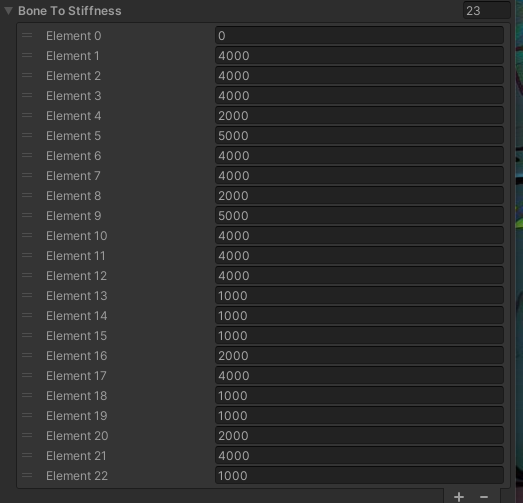 Bone To Stiffness 23
Element 0 0
Element 1 4000
Element 2 4000
Element 3 4000
Element 4 2000
Element 5 5000
Element 6 4000
Element 7 4000
Element 8 2000
Element 9 5000
Element 10 4000
Element 11 4000
Element 12 4000
Element 13 1000
Element 14 1000
Element 15 1000
Element 16 2000
Element 17 4000
Element 18 1000
Element 19 1000
Element 20 2000
Element 21 4000
Element 22 1000
+ −